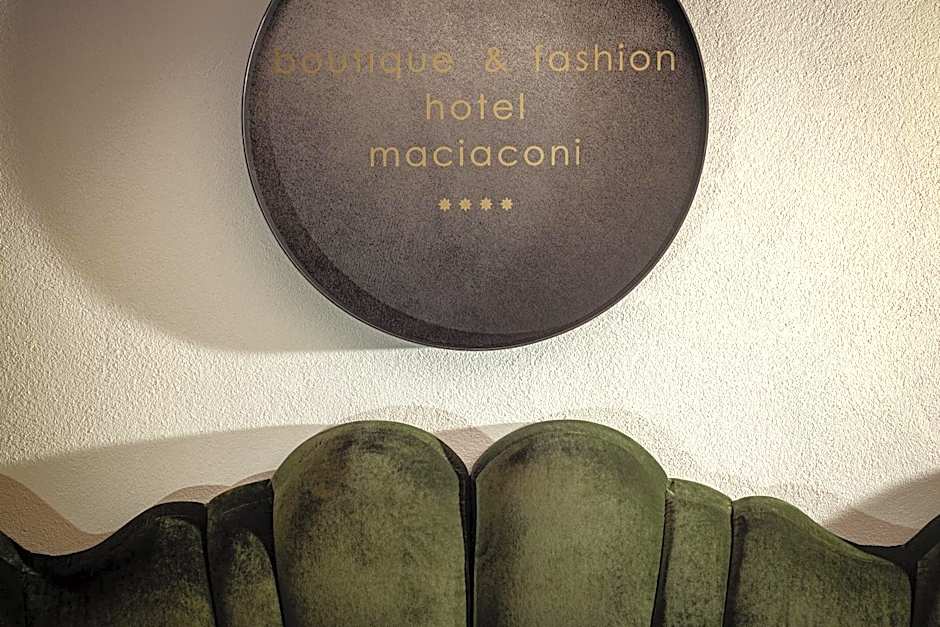 boutique & fashion
hotel
maciaconi